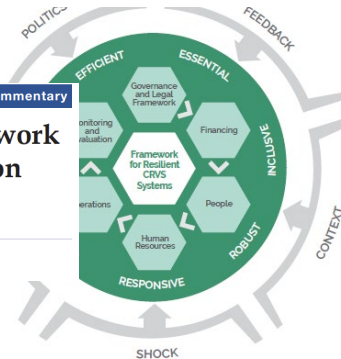 POLITICS
FEEDBACK
EFFICIENT
ESSENTIAL
mmentary
work
on
Governance
and Legal
Framework
onitoring
and
valuation
Financing
INCLUSIVE
Framework
for Resilient
CRVS
Systems
erations
People
Human
Resources
ROBUST
CONTEXT
RESPONSIVE
SHOCK